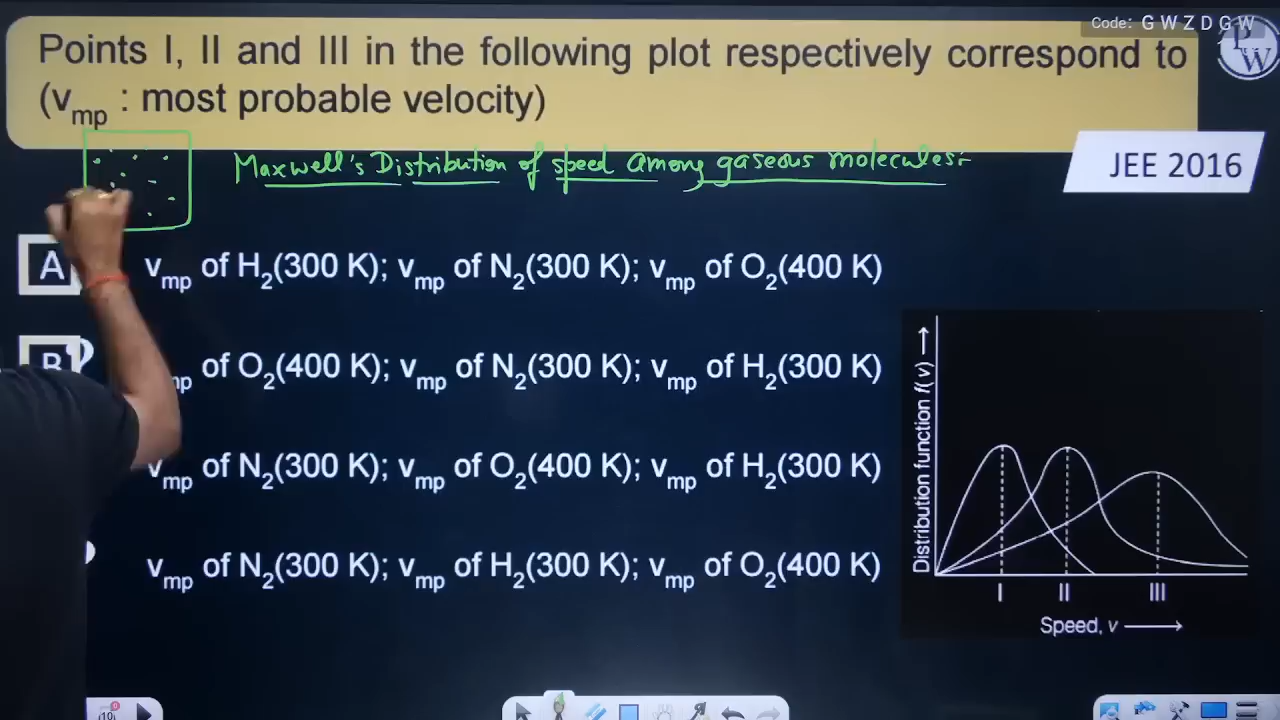 Code: G W Z D G W
Points I, II and III in the following plot respectively correspond to
(vmp : most probable velocity)
PW
Maxwell's Distribution of speed among gaseous molecules:-
JEE 2016
A
vmp of H2(300 K); vmp of N2(300 K); vmp of O2(400 K)
B
of O2(400 K); vmp of N2(300 K); vmp of H2(300 K)
vmp of N2(300 K); vmp of O2(400 K); vmp of H2(300 K)
vmp of N2(300 K); vmp of H2(300 K); vmp of O2(400 K)
Distribution function f(v)
I II III
Speed, v